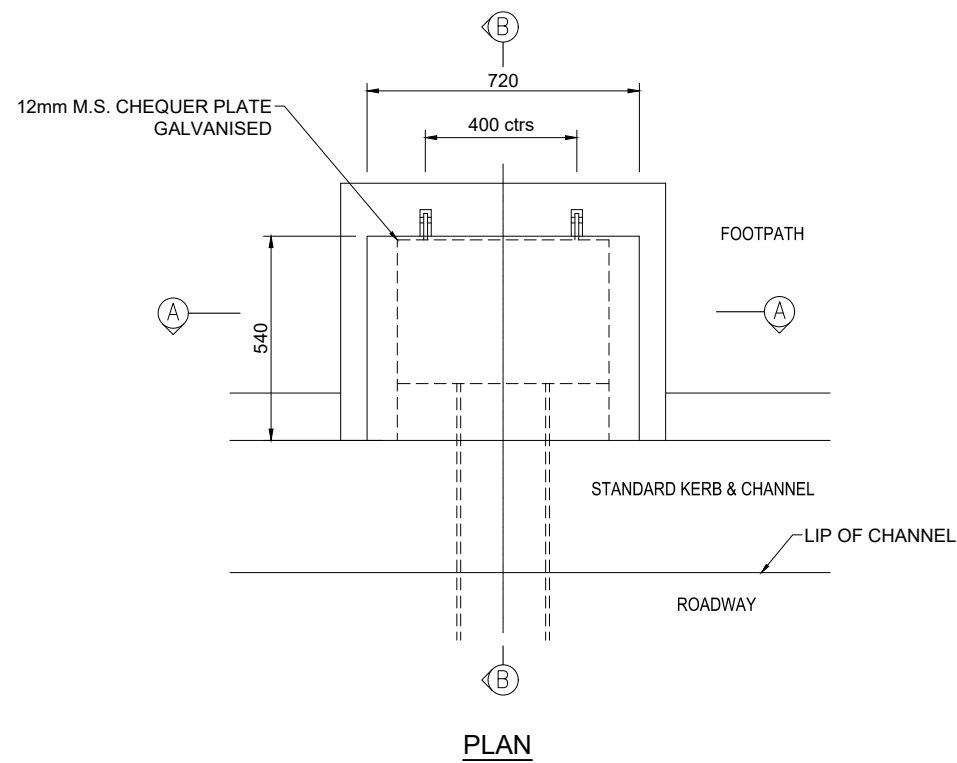 B
720
12mm M.S. CHEQUER PLATE
GALVANISED
400 ctrs
FOOTPATH
A
A
540
STANDARD KERB & CHANNEL
LIP OF CHANNEL
ROADWAY
B
PLAN